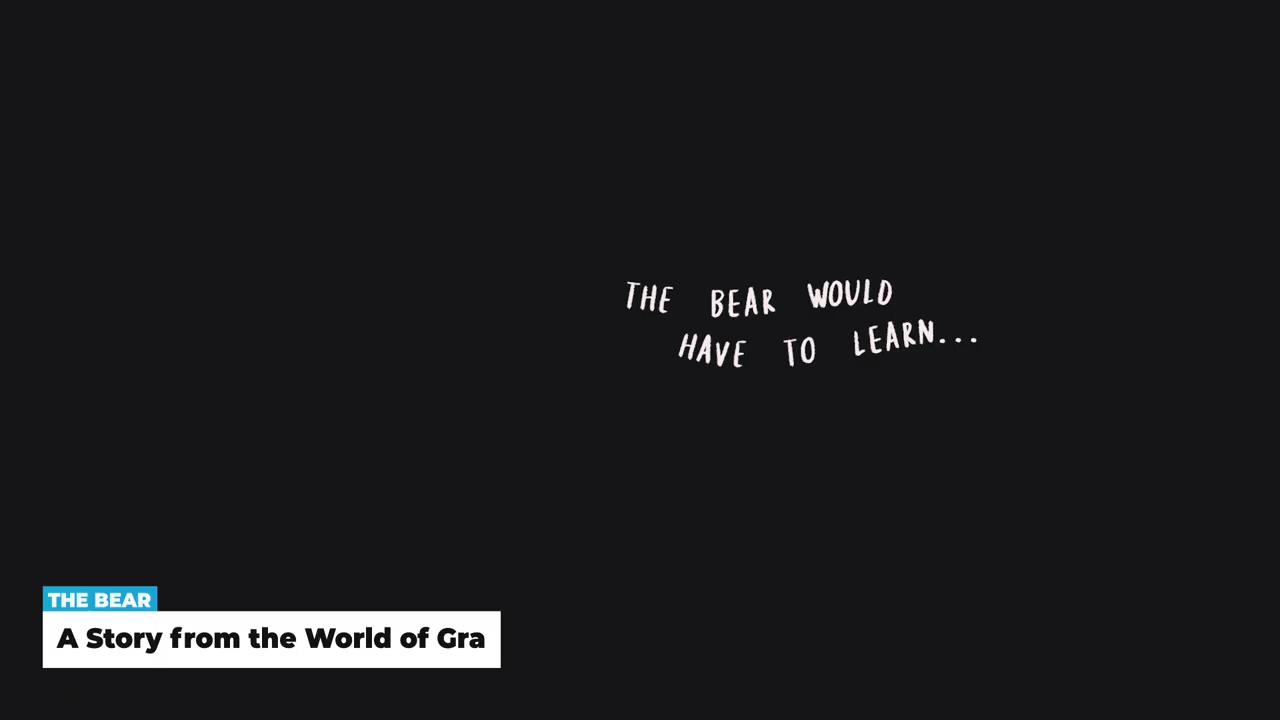 THE BEAR WOULD
HAVE TO LEARN...
THE BEAR
A Story from the World of Gra